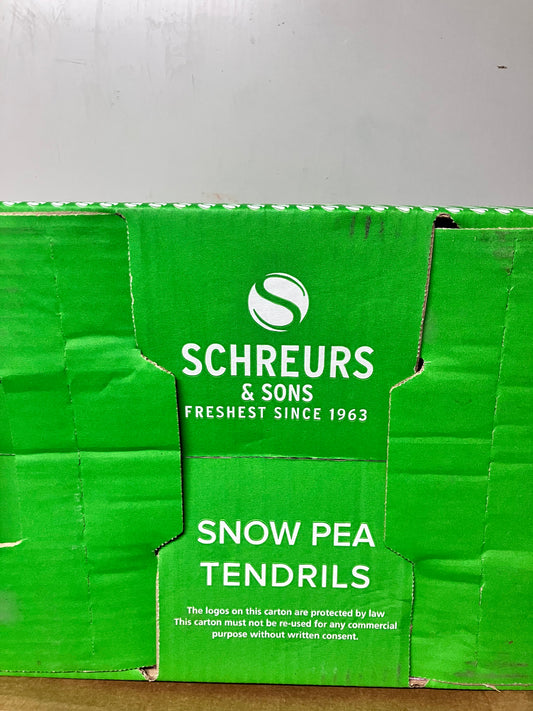 SCHREURS
& SONS
FRESHEST SINCE 1963
SNOW PEA
TENDRILS
The logos on this carton are protected by law
This carton must not be re-used for any commercial
purpose without written consent.